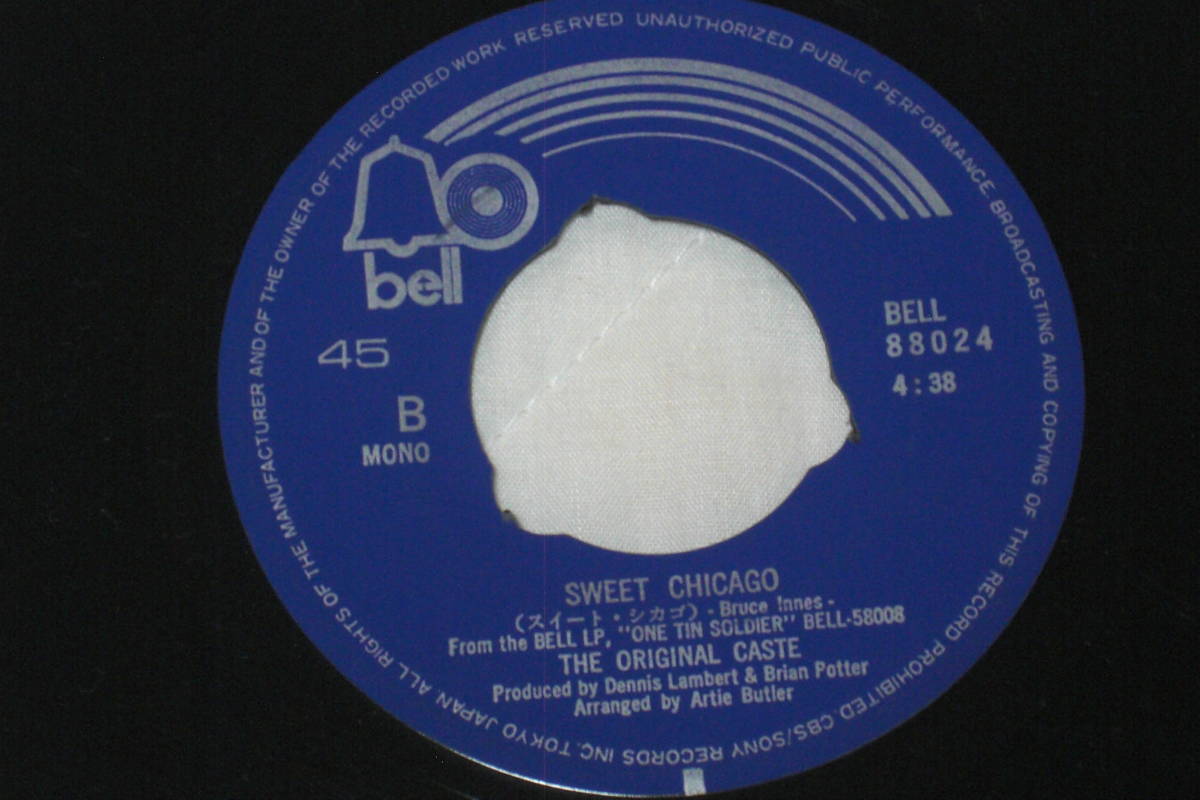 ALL RIGHTS OF THE MANUFACTURER AND OF THE OWNER OF THE RECORDED WORK RESERVED UNAUTHORIZED PUBLIC PERFORMANCE. BROADCASTING AND COPYING OF THIS RECORD PROHIBITED. CBS/SONY RECORDS INC. TOKYO JAPAN
bell
BELL
88024
4:38
45
B
MONO
SWEET CHICAGO
(スイート・シカゴ) - Bruce Innes -
From the BELL LP, "ONE TIN SOLDIER" BELL-58008
THE ORIGINAL CASTE
Produced by Dennis Lambert & Brian Potter
Arranged by Artie Butler